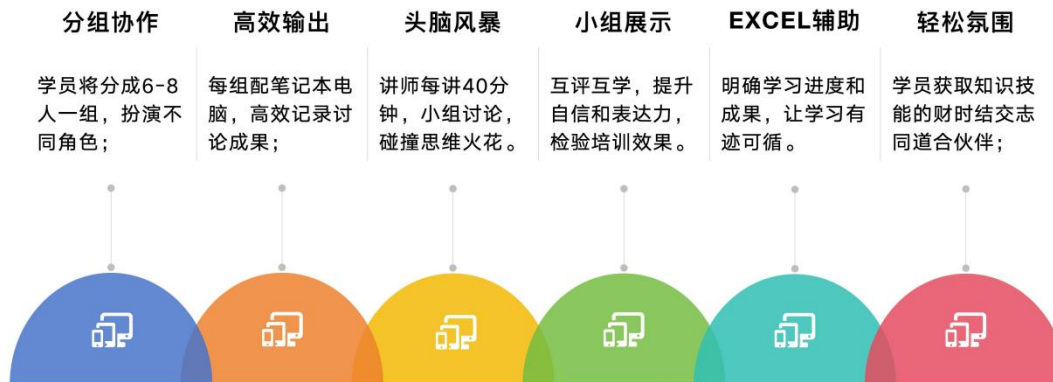 分组协作
学员将分成6-8
人一组，扮演不
同角色；
高效输出
每组配笔记本电
脑，高效记录讨
论成果；
头脑风暴
讲师每讲40分
钟，小组讨论，
碰撞思维火花。
小组展示
互评互学，提升
自信和表达力，
检验培训效果。
EXCEL辅助
明确学习进度和
成果，让学习有
迹可循。
轻松氛围
学员获取知识技
能的财时结交志
同道合伙伴；